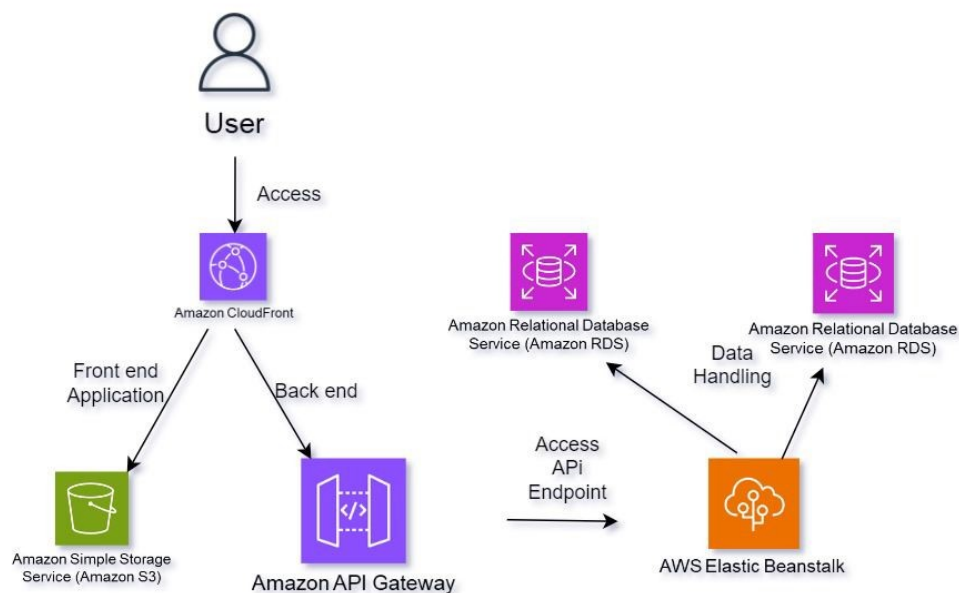 User
Access
Amazon CloudFront
Front end
Application
Back end
Amazon Simple Storage
Service (Amazon S3)
</>
Amazon API Gateway
Access
APi
Endpoint
AWS Elastic Beanstalk
Amazon Relational Database
Service (Amazon RDS)
Data
Handling
Amazon Relational Database
Service (Amazon RDS)